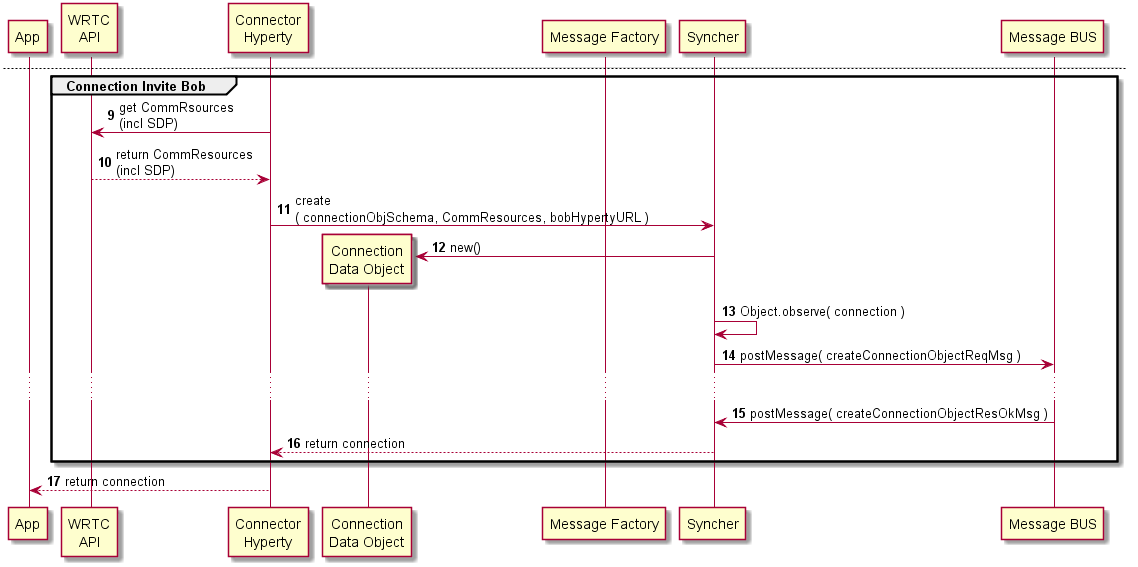 App
WRTC
API
Connector
Hyperty
Message Factory
Syncher
Message BUS
Connection Invite Bob
9 get CommRsources
(incl SDP)
10 return CommResources
(incl SDP)
11 create
( connectionObjSchema, CommResources, bobHypertyURL )
Connection
Data Object
12 new()
13 Object.observe( connection )
14 postMessage( createConnectionObjectReqMsg )
15 postMessage( createConnectionObjectResOkMsg )
16 return connection
17 return connection
App
WRTC
API
Connector
Hyperty
Connection
Data Object
Message Factory
Syncher
Message BUS